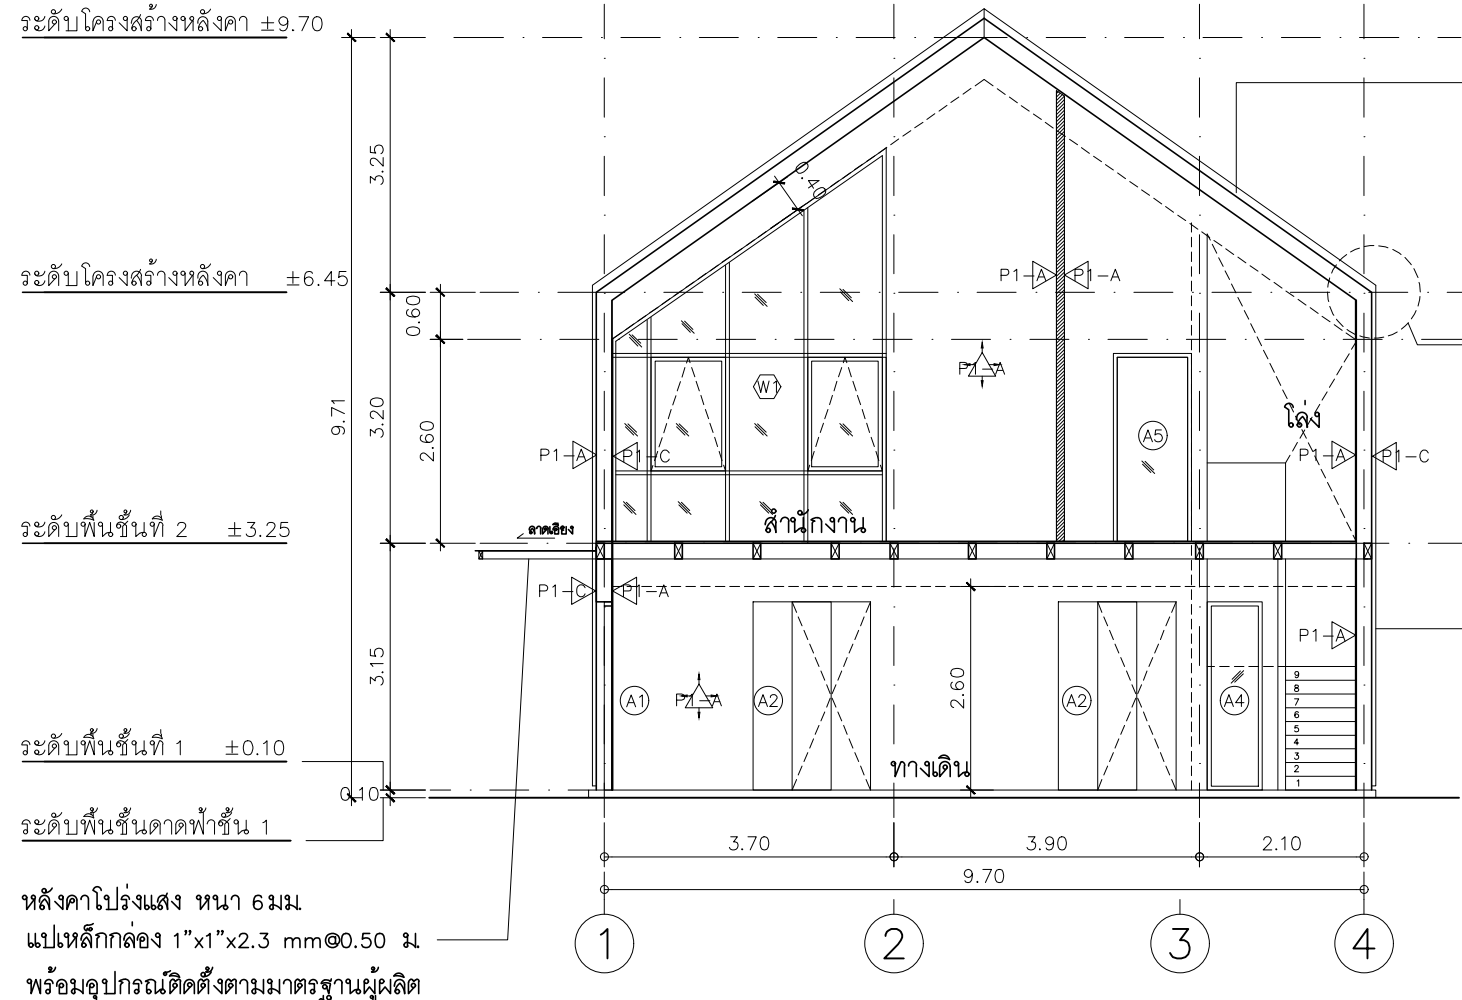 ระดับโครงสร้างหลังคา ±9.70
3.25
0.40
P1-A P1-A
ระดับโครงสร้างหลังคา ±6.45
0.60
9.71
3.20
2.60
W1
P1-A
A5
โล่ง
P1-A P1-C
P1-A P1-C
ระดับพื้นชั้นที่ 2 ±3.25
ลาดเอียง
สำนักงาน
P1-C P1-A
P1-A
3.15
2.60
A1 P1-A A2 A2 A4
9
8
7
6
5
4
3
2
1
ระดับพื้นชั้นที่ 1 ±0.10
ทางเดิน
0.10
ระดับพื้นชั้นดาดฟ้าชั้น 1
3.70 3.90 2.10
9.70
หลังคาโปร่งแสง หนา 6 มม.
แปเหล็กกล่อง 1”x1”x2.3 mm@0.50 ม.
พร้อมอุปกรณ์ติดตั้งตามมาตรฐานผู้ผลิต
1 2 3 4